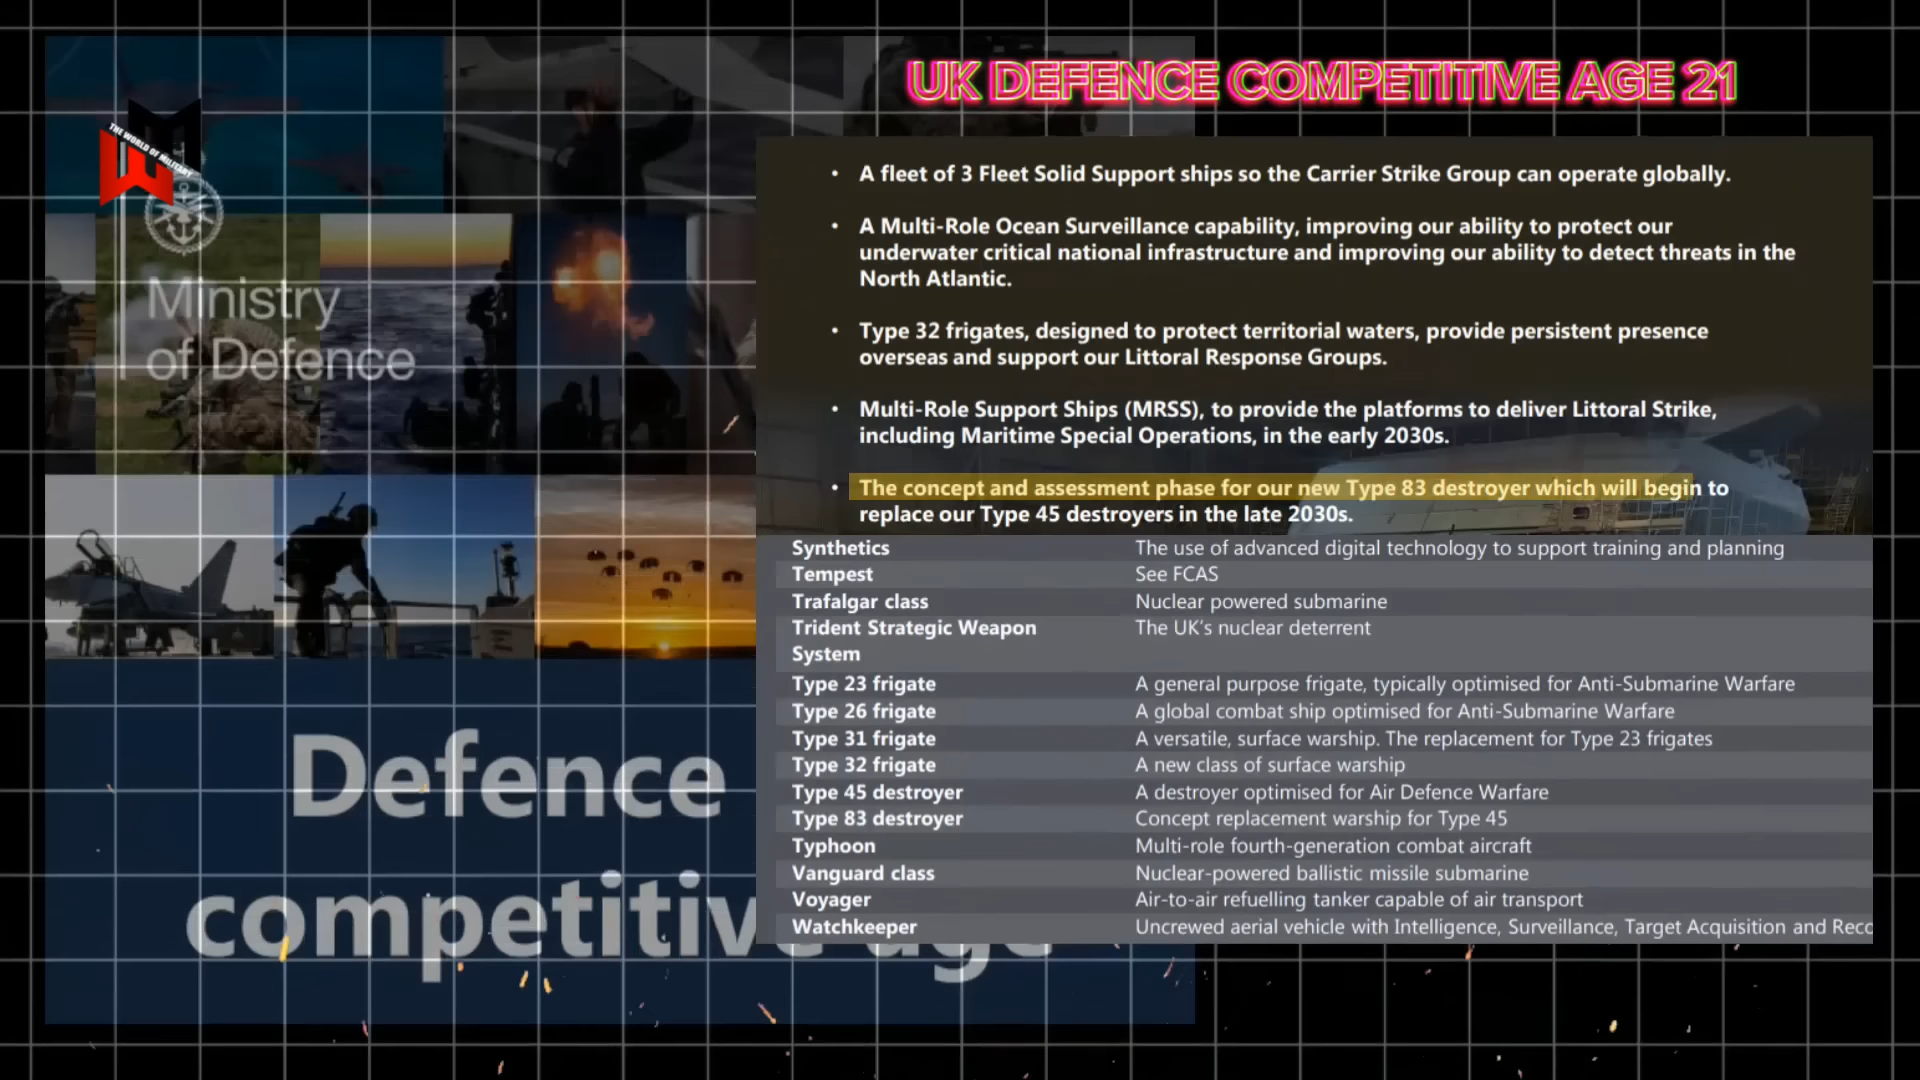 UK DEFENCE COMPETITIVE AGE 21
THE WORLD OF MILITARY
Ministry
of Defence
Defence
competitive age
• A fleet of 3 Fleet Solid Support ships so the Carrier Strike Group can operate globally.
• A Multi-Role Ocean Surveillance capability, improving our ability to protect our
underwater critical national infrastructure and improving our ability to detect threats in the
North Atlantic.
• Type 32 frigates, designed to protect territorial waters, provide persistent presence
overseas and support our Littoral Response Groups.
• Multi-Role Support Ships (MRSS), to provide the platforms to deliver Littoral Strike,
including Maritime Special Operations, in the early 2030s.
• The concept and assessment phase for our new Type 83 destroyer which will begin to
replace our Type 45 destroyers in the late 2030s.
Synthetics The use of advanced digital technology to support training and planning
Tempest See FCAS
Trafalgar class Nuclear powered submarine
Trident Strategic Weapon The UK's nuclear deterrent
System
Type 23 frigate A general purpose frigate, typically optimised for Anti-Submarine Warfare
Type 26 frigate A global combat ship optimised for Anti-Submarine Warfare
Type 31 frigate A versatile, surface warship. The replacement for Type 23 frigates
Type 32 frigate A new class of surface warship
Type 45 destroyer A destroyer optimised for Air Defence Warfare
Type 83 destroyer Concept replacement warship for Type 45
Typhoon Multi-role fourth-generation combat aircraft
Vanguard class Nuclear-powered ballistic missile submarine
Voyager Air-to-air refuelling tanker capable of air transport
Watchkeeper Uncrewed aerial vehicle with Intelligence, Surveillance, Target Acquisition and Reco